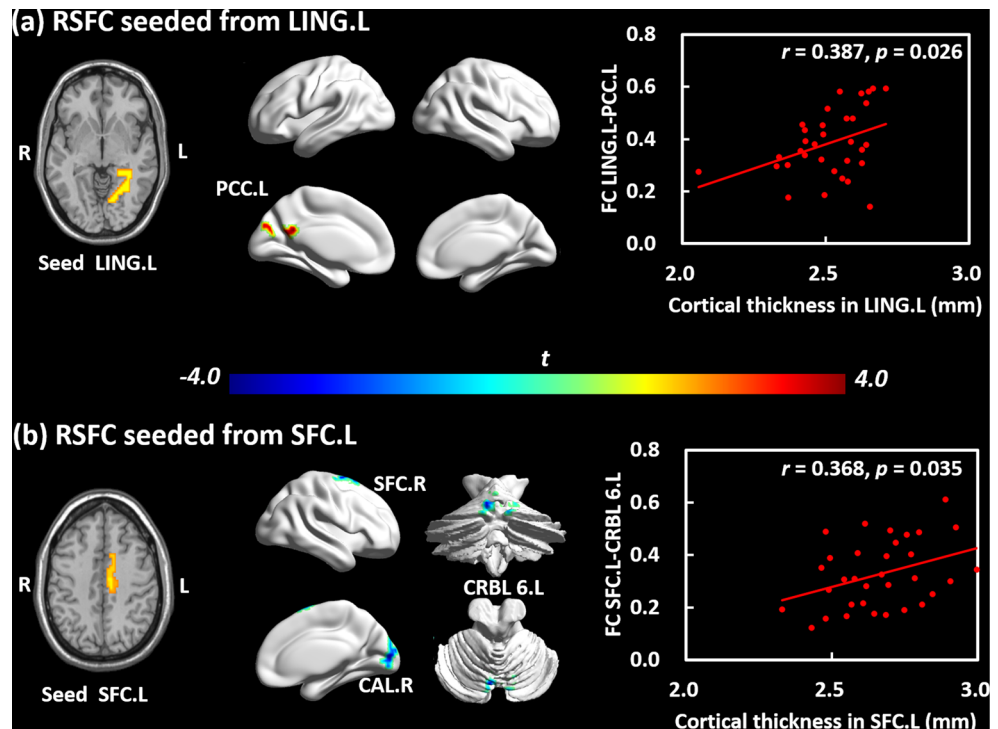 (a) RSFC seeded from LING.L
R
L
Seed LING.L
PCC.L
FC LING.L-PCC.L
0.8
0.6
0.4
0.2
0.0
r = 0.387, p = 0.026
2.0 2.5 3.0
Cortical thickness in LING.L (mm)
t
-4.0
4.0
(b) RSFC seeded from SFC.L
R
L
Seed SFC.L
SFC.R
CRBL 6.L
CAL.R
FC SFC.L-CRBL 6.L
0.8
0.6
0.4
0.2
0.0
r = 0.368, p = 0.035
2.0 2.5 3.0
Cortical thickness in SFC.L (mm)